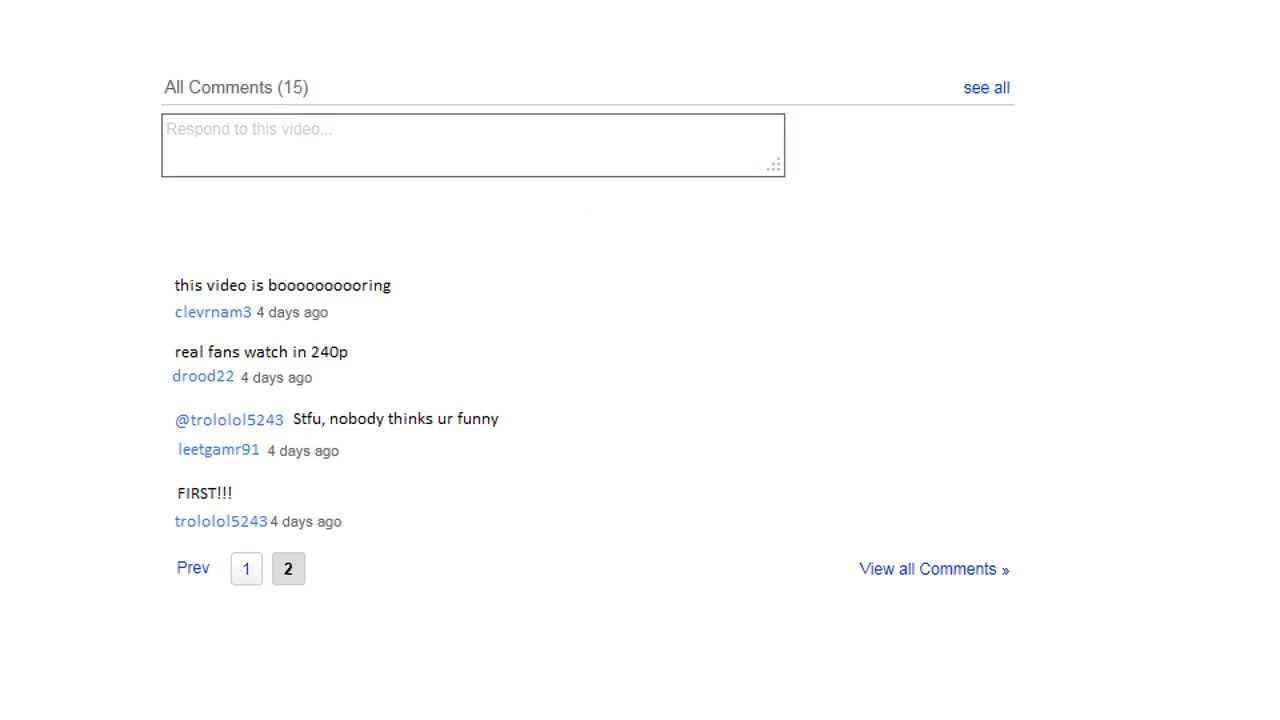 All Comments (15) see all
Respond to this video...
this video is boooooooooring
clevrnam3 4 days ago
real fans watch in 240p
drood22 4 days ago
@trololol5243 Stfu, nobody thinks ur funny
leetgamr91 4 days ago
FIRST!!!
trololol5243 4 days ago
Prev 1 2 View all Comments »